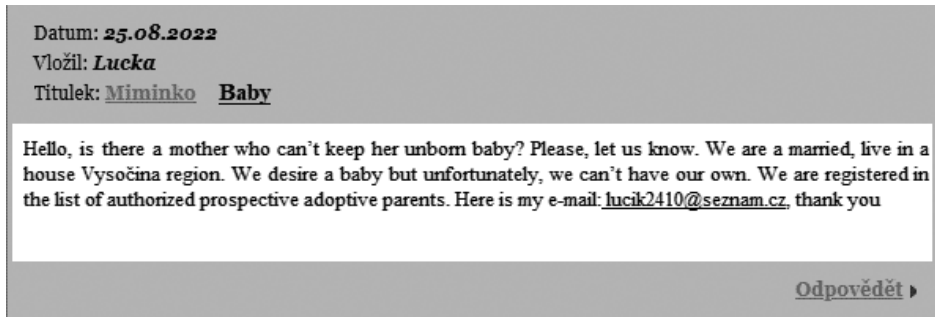 Datum: 25.08.2022
Vložil: Lucka
Titulek: Miminko Baby
Hello, is there a mother who can't keep her unborn baby? Please, let us know. We are a married, live in a
house Vysočina region. We desire a baby but unfortunately, we can't have our own. We are registered in
the list of authorized prospective adoptive parents. Here is my e-mail: lucik2410@seznam.cz, thank you
Odpovědět